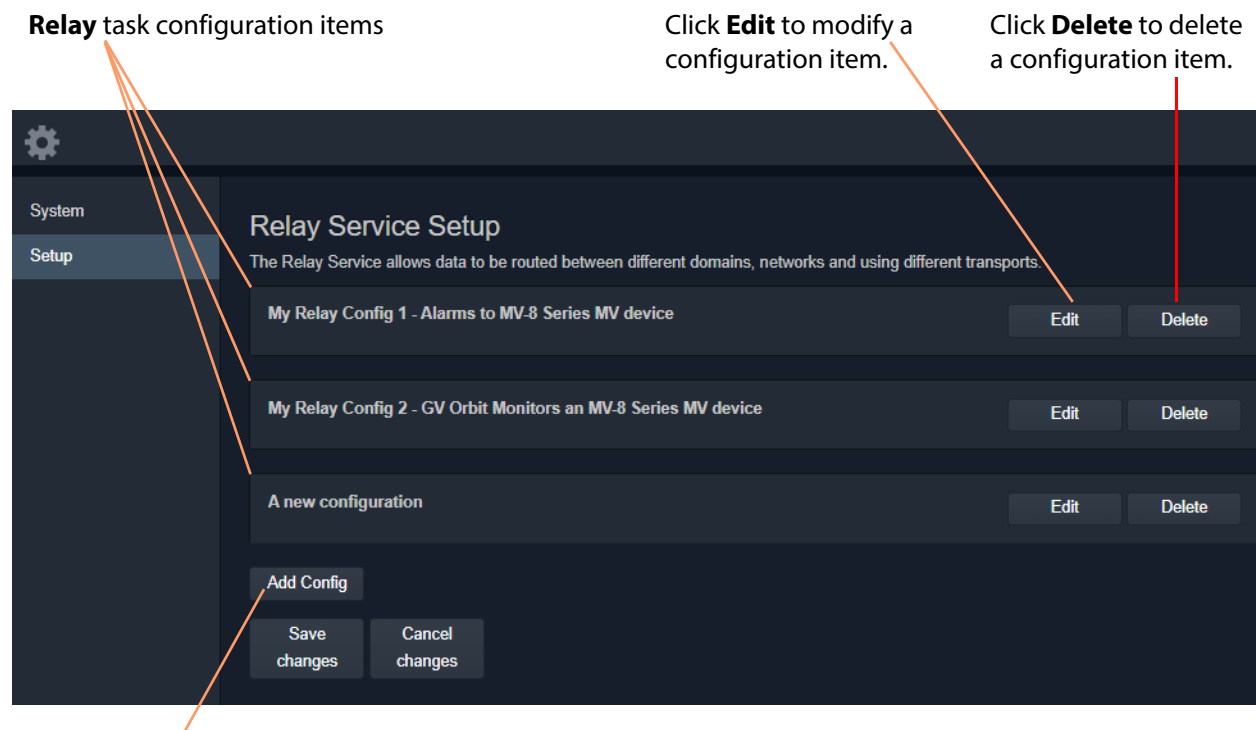 Relay task configuration items
Click Edit to modify a
configuration item.
Click Delete to delete
a configuration item.
System
Setup
Relay Service Setup
The Relay Service allows data to be routed between different domains, networks and using different transports.
My Relay Config 1 - Alarms to MV-8 Series MV device
Edit
Delete
My Relay Config 2 - GV Orbit Monitors an MV-8 Series MV device
Edit
Delete
A new configuration
Edit
Delete
Add Config
Save
changes
Cancel
changes